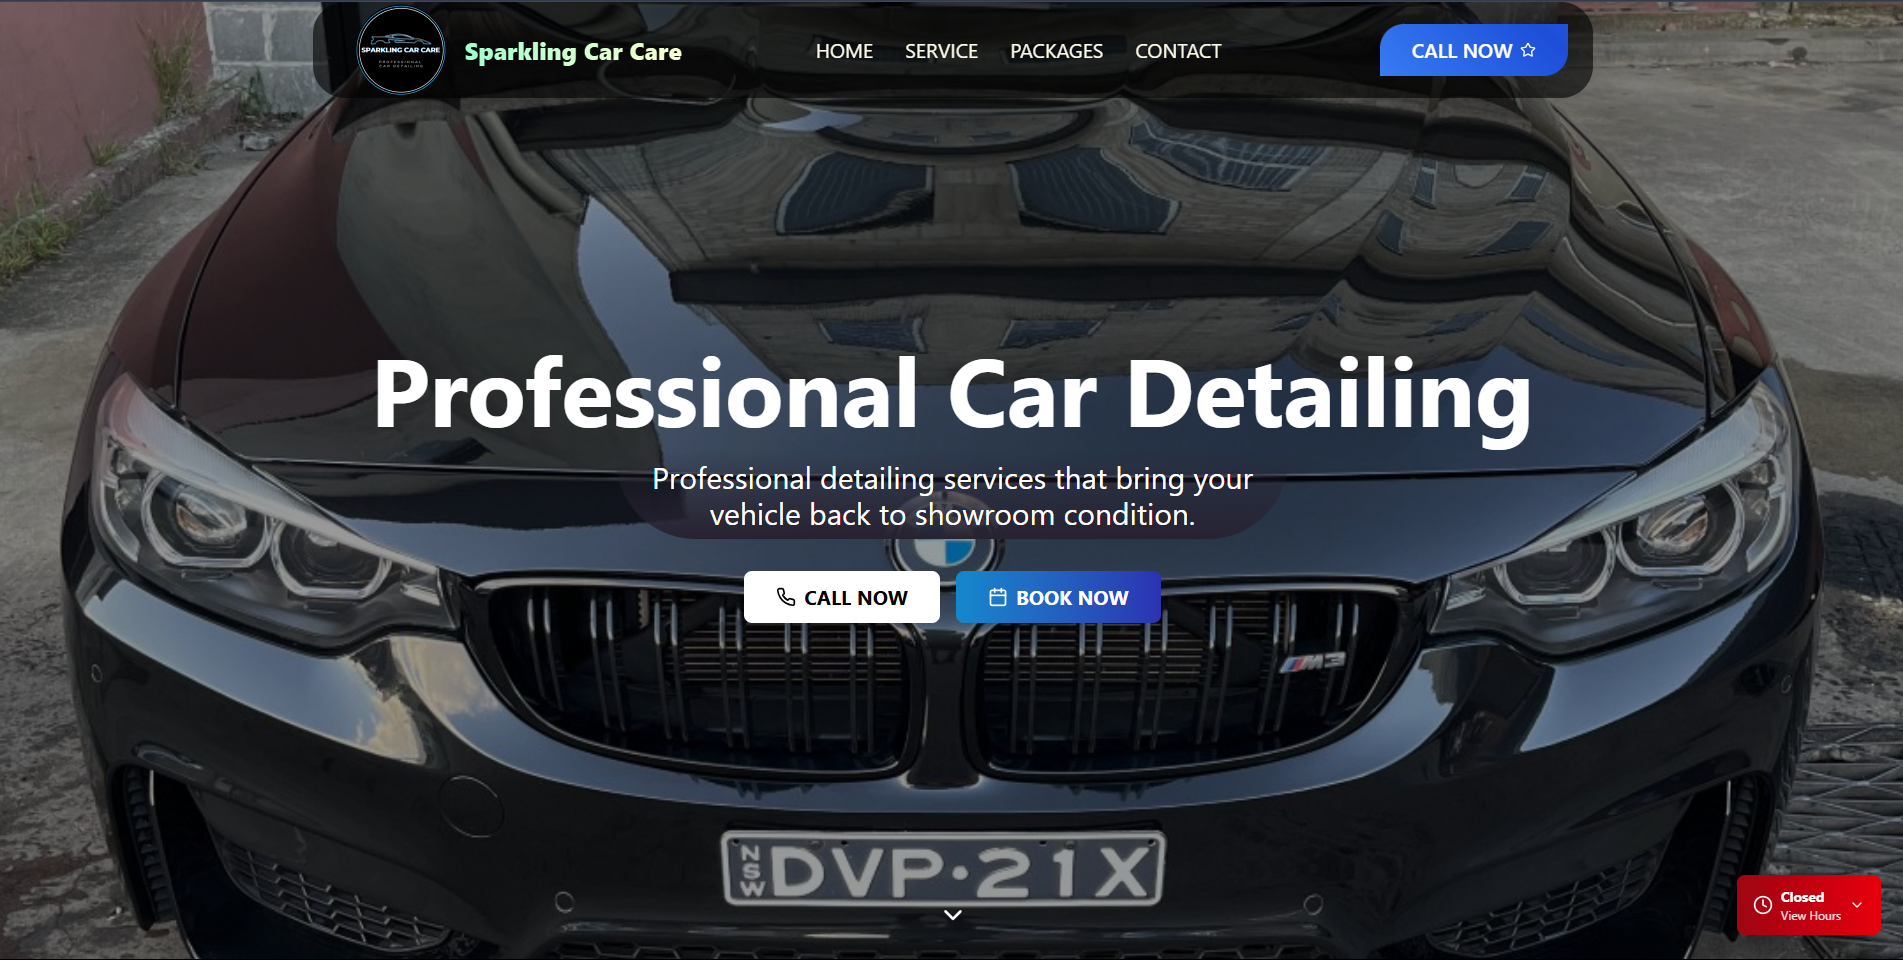 SPARKLING CAR CARE
PROFESSIONAL
CAR DETAILING
Sparkling Car Care
HOME
SERVICE
PACKAGES
CONTACT
CALL NOW
Professional Car Detailing
Professional detailing services that bring your
vehicle back to showroom condition.
CALL NOW
BOOK NOW
M3
NSW
DVP·21X
Closed
View Hours